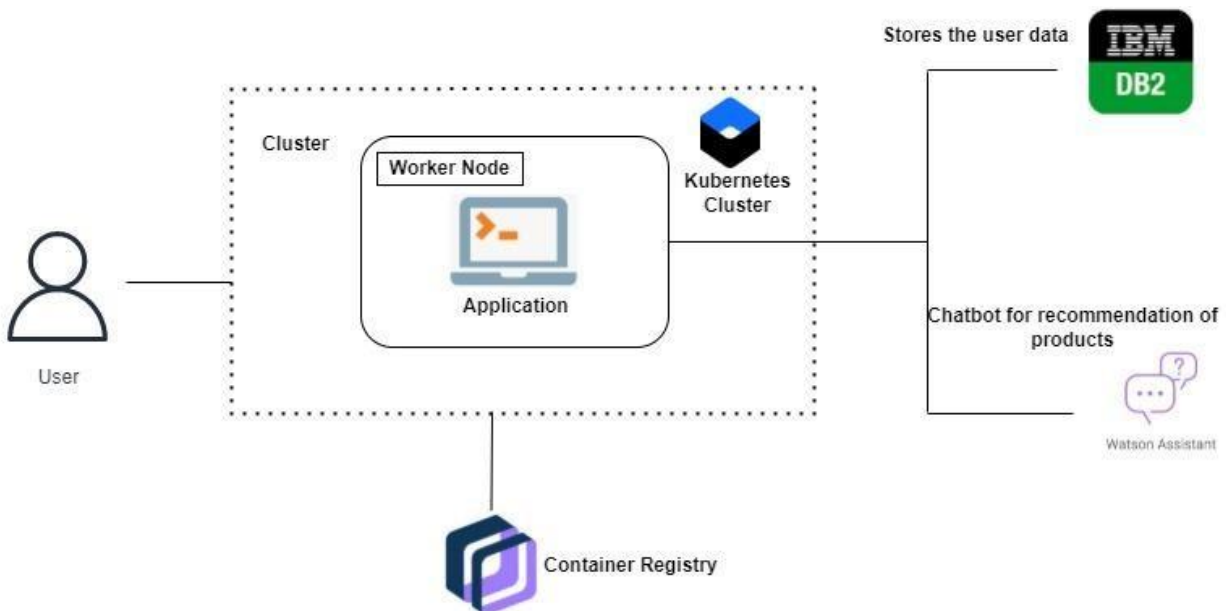 Stores the user data
IBM
DB2
Cluster
Worker Node
Kubernetes
Cluster
Application
User
Chatbot for recommendation of
products
?
Watson Assistant
Container Registry